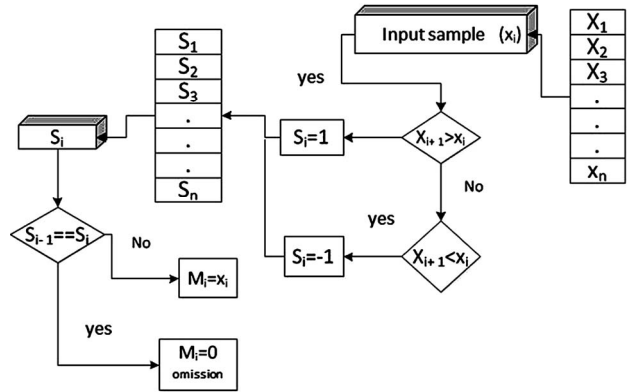 Input sample (xᵢ)
X₁
X₂
X₃
.
.
.
xₙ
yes
Xᵢ₊₁>xᵢ
Sᵢ=1
No
yes
Xᵢ₊₁<xᵢ
Sᵢ=-1
S₁
S₂
S₃
.
.
.
Sₙ
Sᵢ
Sᵢ₋₁==Sᵢ
No
Mᵢ=xᵢ
yes
Mᵢ=0
omission